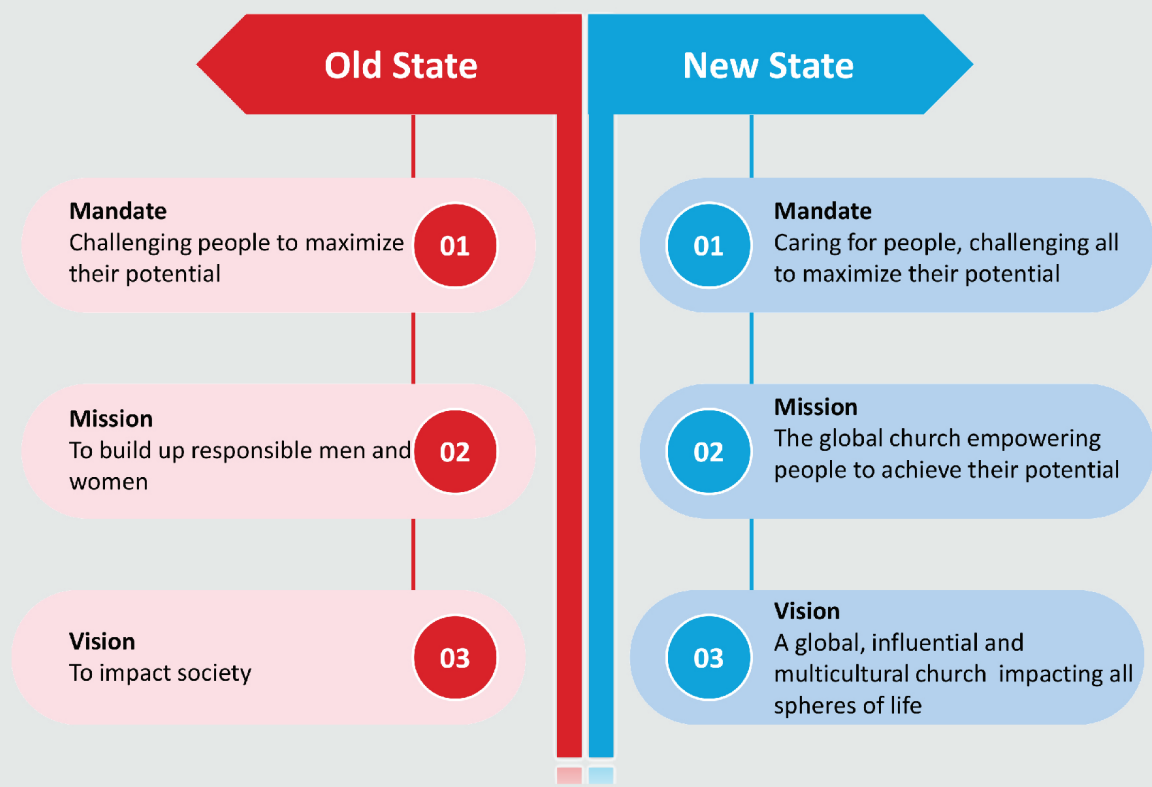 Old State
Mandate
Challenging people to maximize
their potential
01
Mission
To build up responsible men and
women
02
Vision
To impact society
03
New State
01
Mandate
Caring for people, challenging all
to maximize their potential
02
Mission
The global church empowering
people to achieve their potential
03
Vision
A global, influential and
multicultural church  impacting all
spheres of life